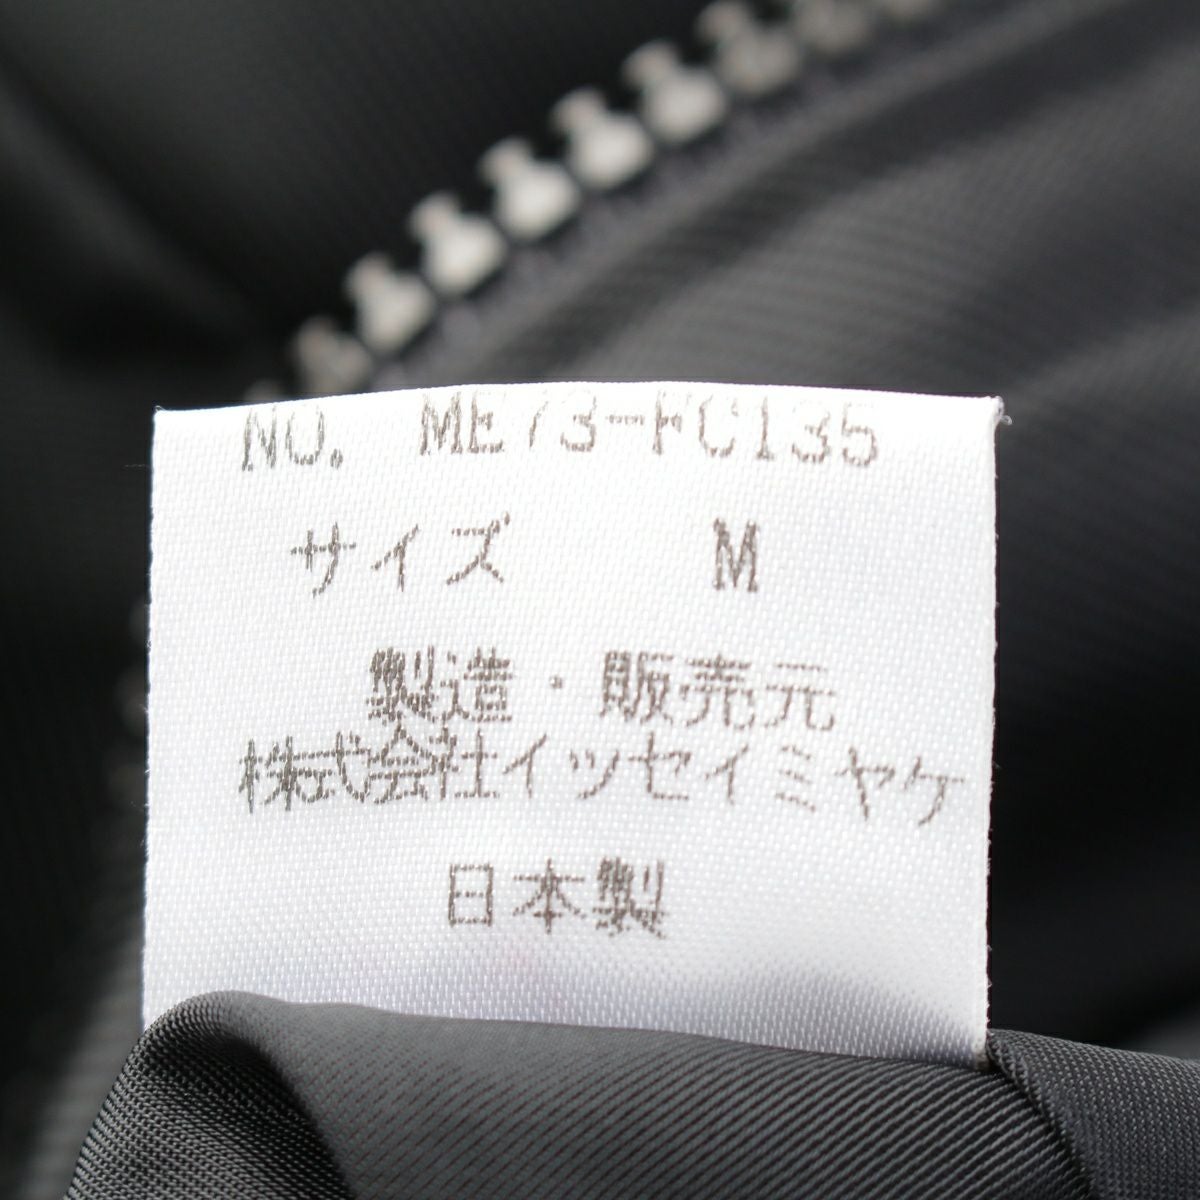 NO. ME73-FC135
サイズ M
製造・販売元
株式会社イッセイミヤケ
日本製